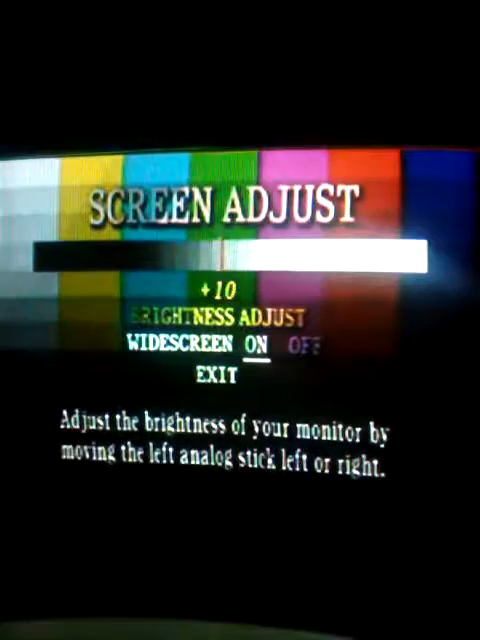 SCREEN ADJUST
+10
BRIGHTNESS ADJUST
WIDESCREEN ON OFF
EXIT
Adjust the brightness of your monitor by
moving the left analog stick left or right.